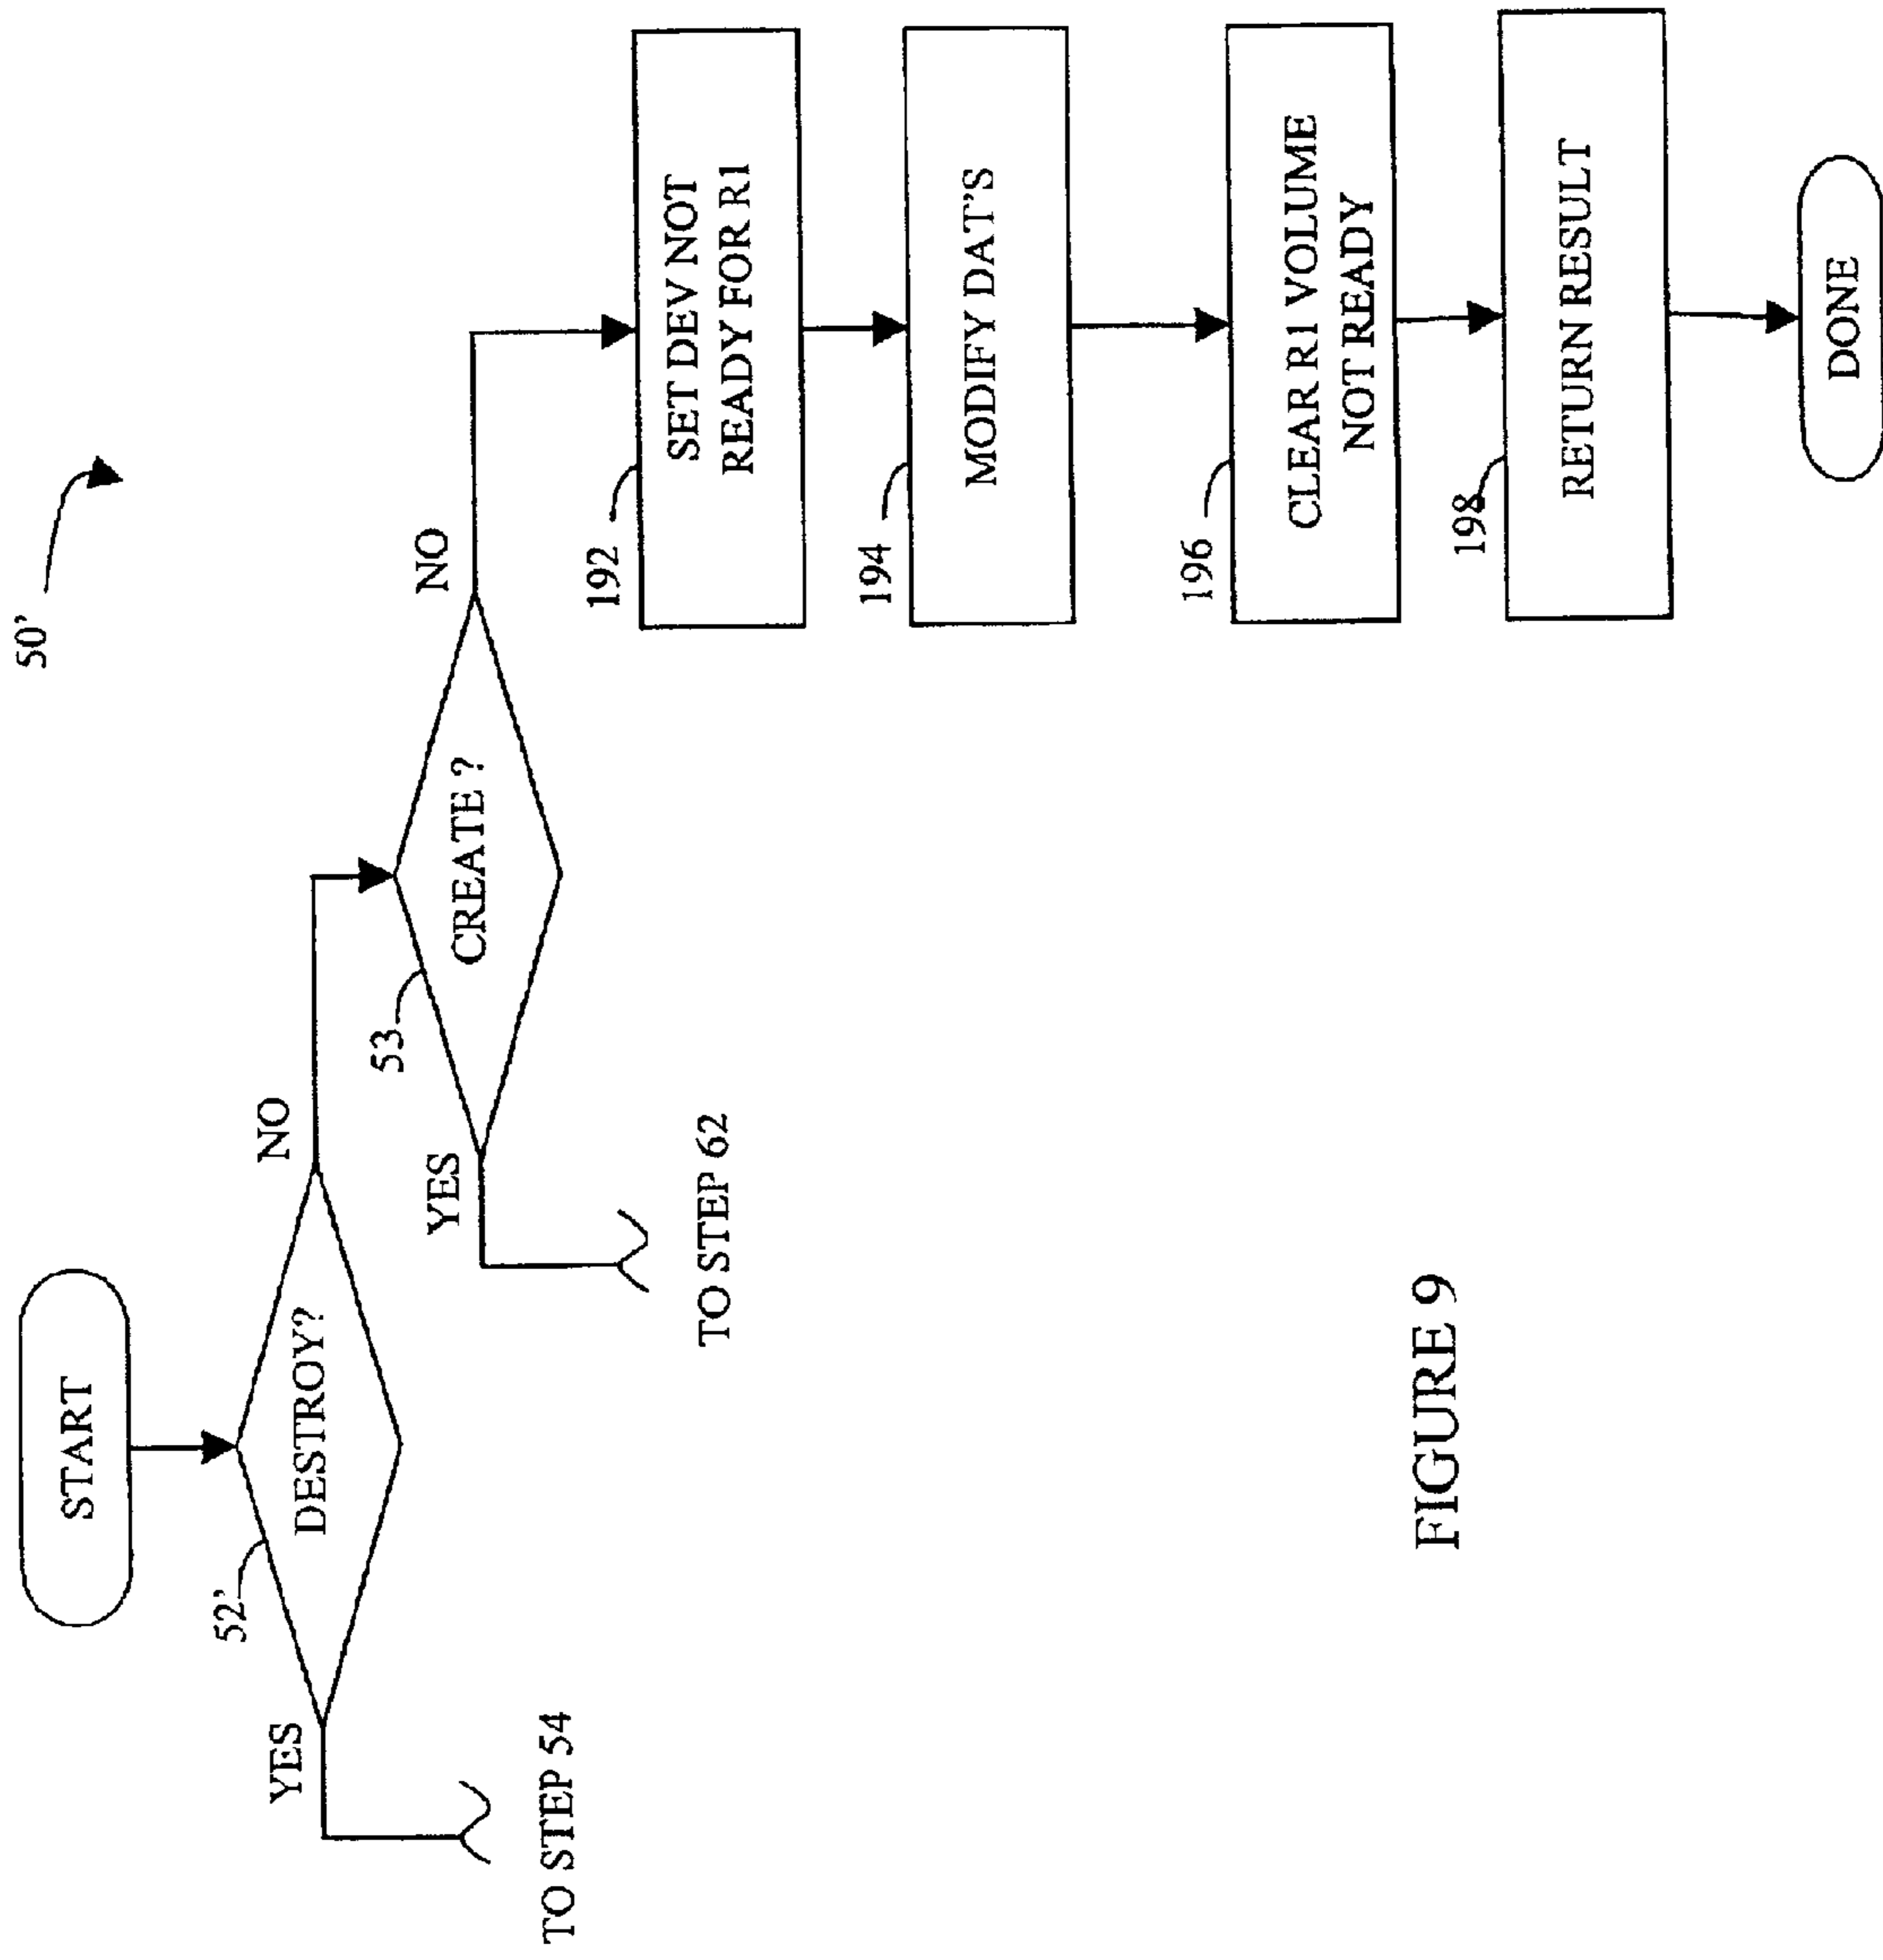 50'
START
52'
DESTROY?
YES
NO
TO STEP 54
53
CREATE ?
YES
NO
TO STEP 62
192
SET DEV NOT
READY FOR R1
194
MODIFY DAT'S
196
CLEAR R1 VOLUME
NOT READY
198
RETURN RESULT
DONE
FIGURE 9